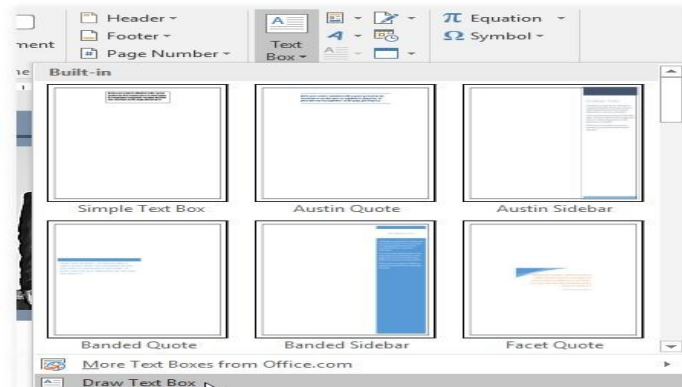 Header
Footer
Page Number
ment
Text
Box
Equation
Symbol
Built-in
Simple Text Box
Austin Quote
Austin Sidebar
Banded Quote
Banded Sidebar
Facet Quote
More Text Boxes from Office.com
Draw Text Box